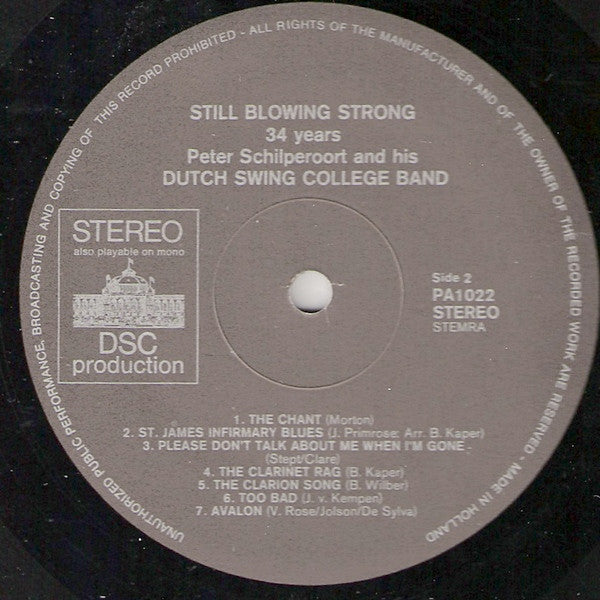 UNAUTHORIZED PUBLIC PERFORMANCE, BROADCASTING AND COPYING OF THIS RECORD PROHIBITED - ALL RIGHTS OF THE MANUFACTURER AND OF THE OWNER OF THE RECORDED WORK ARE RESERVED - MADE IN HOLLAND
STILL BLOWING STRONG
34 years
Peter Schilperoort and his
DUTCH SWING COLLEGE BAND
STEREO
also playable on mono
DSC
production
Side 2
PA1022
STEREO
STEMRA
1. THE CHANT (Morton)
2. ST. JAMES INFIRMARY BLUES (J. Primrose: Arr. B. Kaper)
3. PLEASE DON'T TALK ABOUT ME WHEN I'M GONE
(Stept/Clare)
4. THE CLARINET RAG (B. Kaper)
5. THE CLARION SONG (B. Wilber)
6. TOO BAD (J. v. Kempen)
7. AVALON (V. Rose/Jolson/De Sylva)